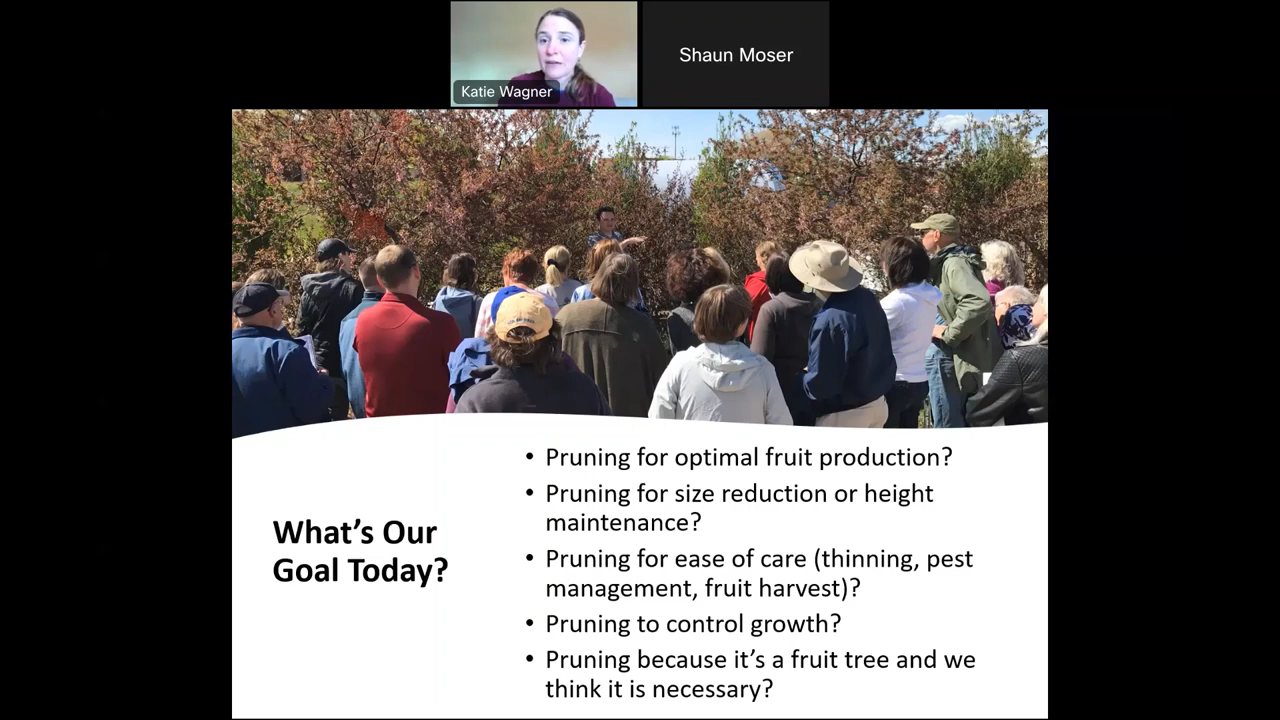 Katie Wagner
Shaun Moser
What's Our
Goal Today?
• Pruning for optimal fruit production?
• Pruning for size reduction or height
maintenance?
• Pruning for ease of care (thinning, pest
management, fruit harvest)?
• Pruning to control growth?
• Pruning because it's a fruit tree and we
think it is necessary?